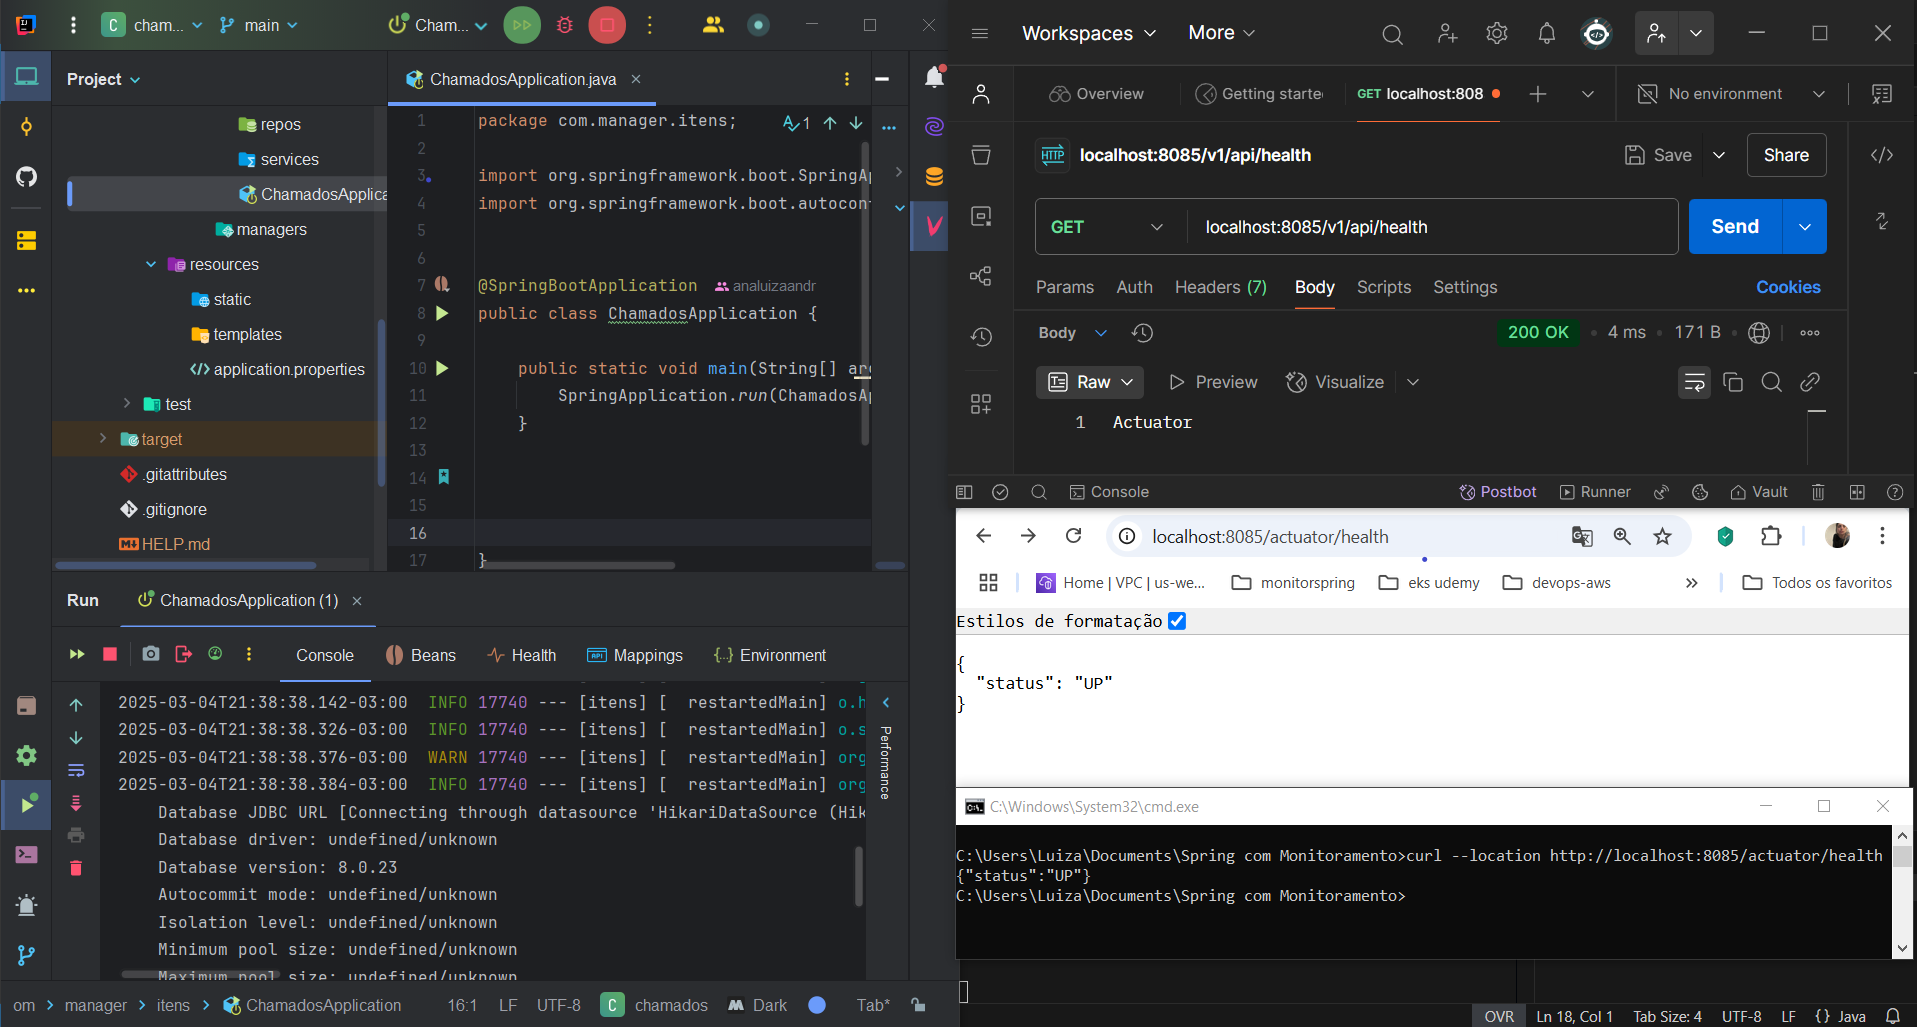 C cham... main Cham...
Project
repos
services
ChamadosApplica
managers
resources
static
templates
application.properties
test
target
.gitattributes
.gitignore
HELP.md
ChamadosApplication.java
1 package com.manager.itens; 1
2
3 import org.springframework.boot.SpringAp
4 import org.springframework.boot.autocon
5
6
7 @SpringBootApplication analuizaandr
8 public class ChamadosApplication {
9
10 public static void main(String[] arg
11 SpringApplication.run(ChamadosAp
12 }
13
14
15
16
17 }
Run ChamadosApplication (1)
Console Beans Health Mappings {..} Environment
2025-03-04T21:38:38.142-03:00 INFO 17740 --- [itens] [ restartedMain] o.h
2025-03-04T21:38:38.326-03:00 INFO 17740 --- [itens] [ restartedMain] o.s
2025-03-04T21:38:38.376-03:00 WARN 17740 --- [itens] [ restartedMain] org
2025-03-04T21:38:38.384-03:00 INFO 17740 --- [itens] [ restartedMain] org
Database JDBC URL [Connecting through datasource 'HikariDataSource (Hik
Database driver: undefined/unknown
Database version: 8.0.23
Autocommit mode: undefined/unknown
Isolation level: undefined/unknown
Minimum pool size: undefined/unknown
Maximum pool size: undefined/unknown
Performance
om manager itens ChamadosApplication 16:1 LF UTF-8 C chamados Dark Tab*
Workspaces More
Overview Getting starte GET localhost:808 No environment
HTTP localhost:8085/v1/api/health Save Share
GET localhost:8085/v1/api/health Send
Params Auth Headers (7) Body Scripts Settings Cookies
Body 200 OK 4 ms 171 B
Raw Preview Visualize
1 Actuator
Console Postbot Runner Vault
localhost:8085/actuator/health
Home | VPC | us-we... monitorspring eks udemy devops-aws » Todos os favoritos
Estilos de formatação
{
"status": "UP"
}
C:\Windows\System32\cmd.exe
C:\Users\Luiza\Documents\Spring com Monitoramento>curl --location http://localhost:8085/actuator/health
{"status":"UP"}
C:\Users\Luiza\Documents\Spring com Monitoramento>
OVR Ln 18, Col 1 Tab Size: 4 UTF-8 LF {} Java